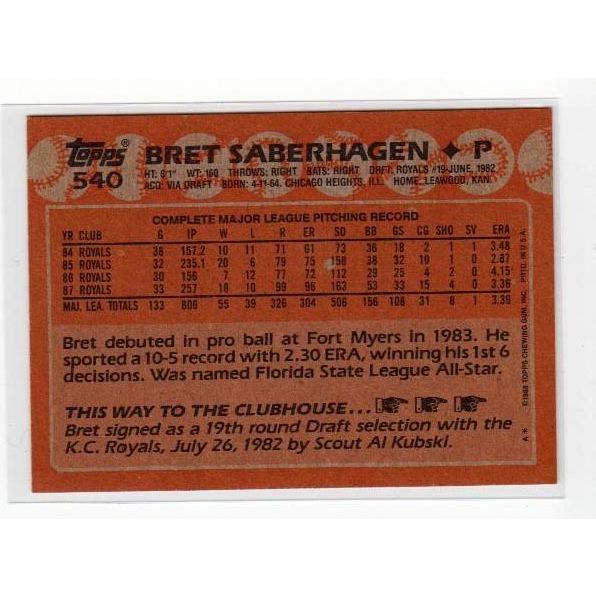 Topps® BRET SABERHAGEN ✦ P
540 HT: 6'1" WT: 160 THROWS: RIGHT BATS: RIGHT DRFT: ROYALS #19-JUNE, 1982
ACQ: VIA DRAFT BORN: 4-11-64, CHICAGO HEIGHTS, ILL. HOME: LEAWOOD, KAN.
COMPLETE MAJOR LEAGUE PITCHING RECORD
YR CLUB G IP W L R ER SO BB GS CG SHO SV ERA
84 ROYALS 38 157.2 10 11 71 61 73 36 18 2 1 1 3.48
85 ROYALS 32 235.1 20 6 79 75 158 38 32 10 1 0 2.87
86 ROYALS 30 156 7 12 77 72 112 29 25 4 2 0 4.15
87 ROYALS 33 257 18 10 99 96 163 53 33 15 4 0 3.36
MAJ. LEA. TOTALS 133 806 55 39 326 304 506 156 108 31 8 1 3.39
Bret debuted in pro ball at Fort Myers in 1983. He
sported a 10-5 record with 2.30 ERA, winning his 1st 6
decisions. Was named Florida State League All-Star.
THIS WAY TO THE CLUBHOUSE...
Bret signed as a 19th round Draft selection with the
K.C. Royals, July 26, 1982 by Scout Al Kubski.
A* ©1988 TOPPS CHEWING GUM, INC. PRTD. IN U.S.A.